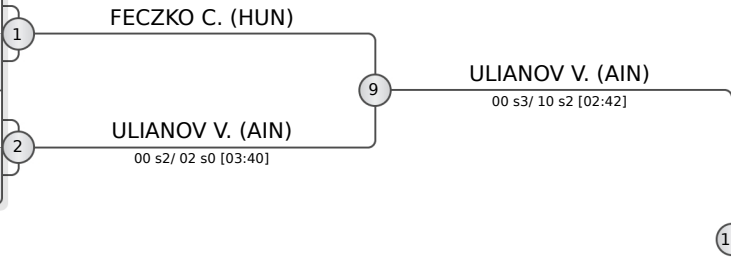 FECZKO C. (HUN)
1
ULIANOV V. (AIN)
9
00 s3/ 10 s2 [02:42]
ULIANOV V. (AIN)
2
00 s2/ 02 s0 [03:40]